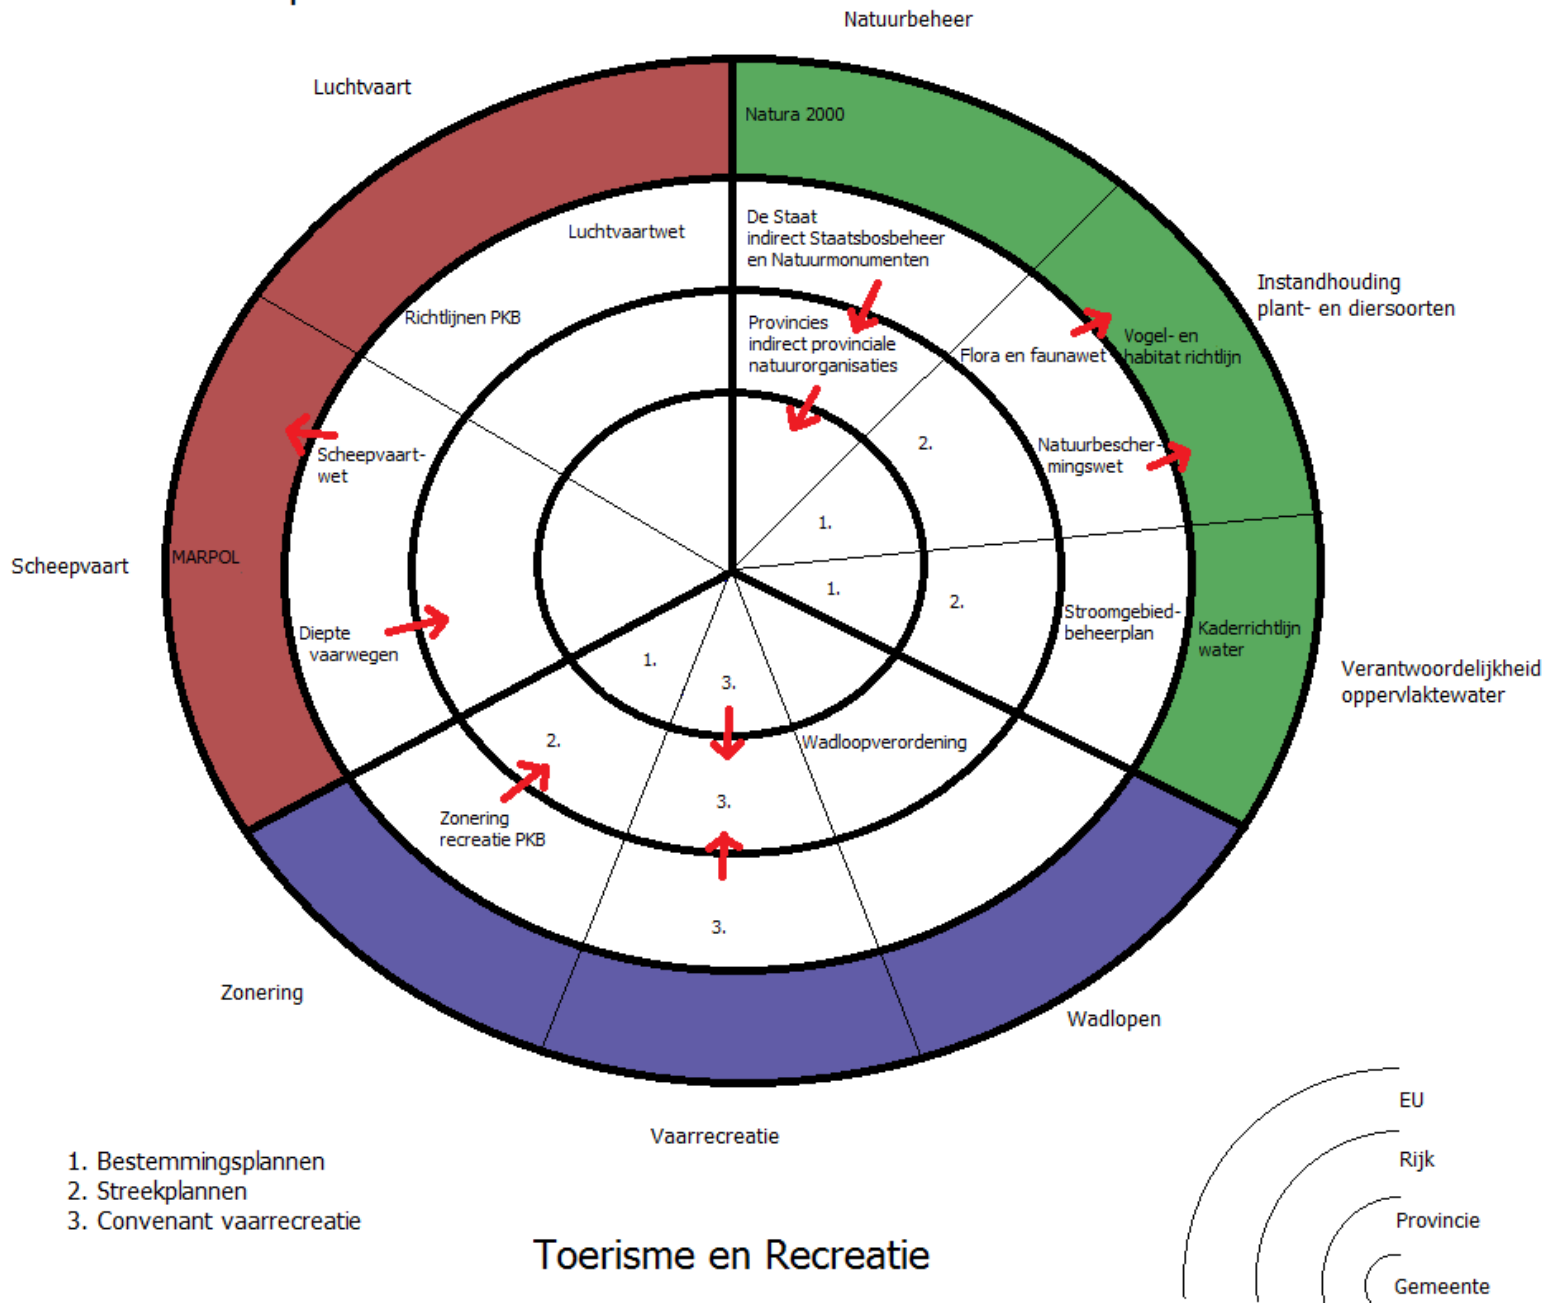 Natuurbeheer
Luchtvaart
Natura 2000
De Staat
indirect Staatsbosbeheer
en Natuurmonumenten
Luchtvaartwet
Instandhouding
plant- en diersoorten
Richtlijnen PKB
Provincies
indirect provinciale
natuurorganisaties
Vogel- en
habitat richtlijn
Flora en faunawet
2.
Natuurbescher-
mingswet
Scheepvaart-
wet
1.
MARPOL
Scheepvaart
1.
2.
Stroomgebied-
beheerplan
Kaderrichtlijn
water
Diepte
vaarwegen
Verantwoordelijkheid
oppervlaktewater
1.
3.
2.
Wadloopverordening
3.
Zonering
recreatie PKB
3.
Zonering
Wadlopen
Vaarrecreatie
1. Bestemmingsplannen
2. Streekplannen
3. Convenant vaarrecreatie
Toerisme en Recreatie
EU
Rijk
Provincie
Gemeente